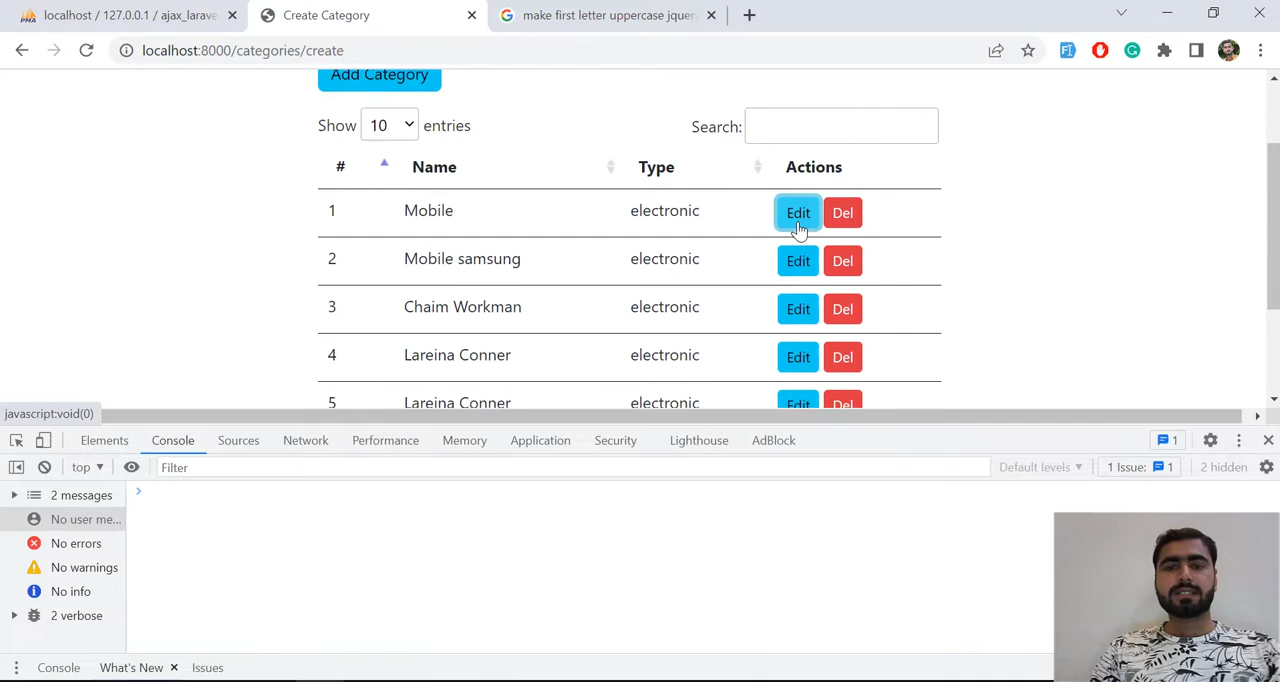 localhost / 127.0.0.1 / ajax_larave
Create Category
make first letter uppercase jquer
localhost:8000/categories/create
Add Category
Show 10 entries
Search:
# Name Type Actions
1 Mobile electronic Edit Del
2 Mobile samsung electronic Edit Del
3 Chaim Workman electronic Edit Del
4 Lareina Conner electronic Edit Del
5 Lareina Conner electronic Edit Del
javascript:void(0)
Elements Console Sources Network Performance Memory Application Security Lighthouse AdBlock 1
top Filter Default levels 1 Issue: 1 2 hidden
2 messages
No user me...
No errors
No warnings
No info
2 verbose
Console What's New Issues